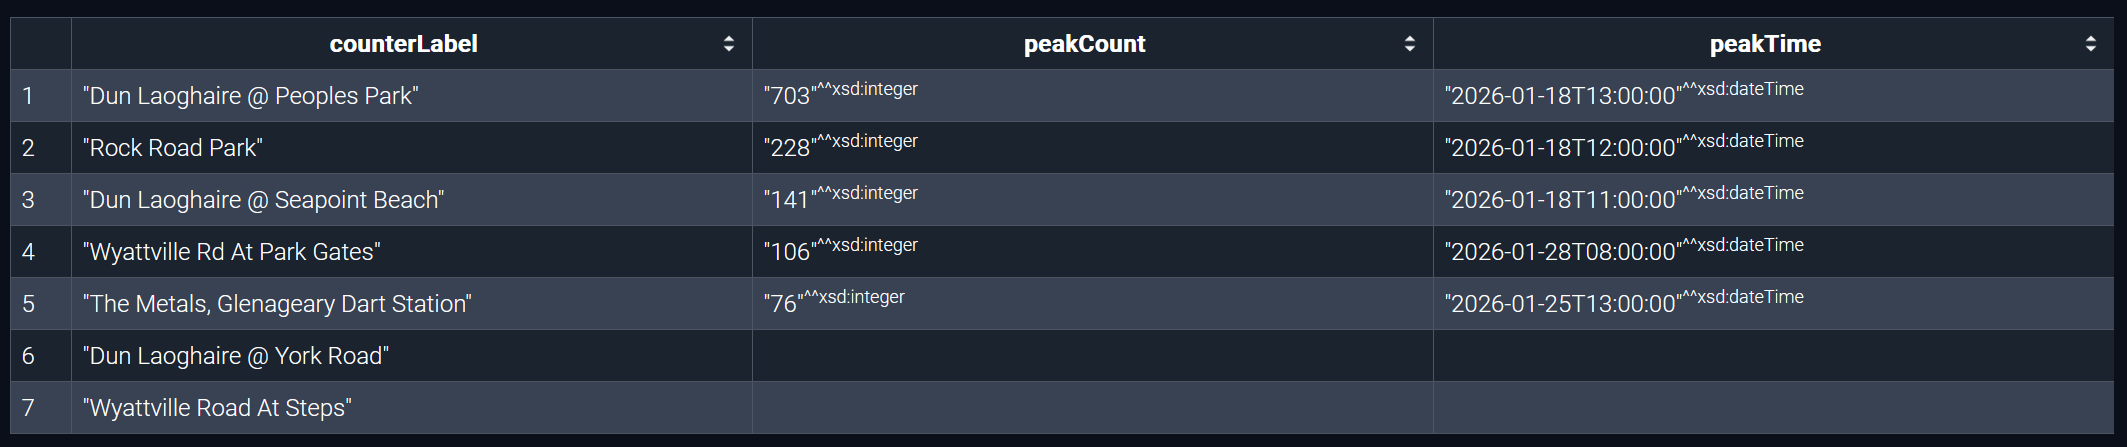 counterLabel peakCount peakTime
1 "Dun Laoghaire @ Peoples Park" "703"^^xsd:integer "2026-01-18T13:00:00"^^xsd:dateTime
2 "Rock Road Park" "228"^^xsd:integer "2026-01-18T12:00:00"^^xsd:dateTime
3 "Dun Laoghaire @ Seapoint Beach" "141"^^xsd:integer "2026-01-18T11:00:00"^^xsd:dateTime
4 "Wyattville Rd At Park Gates" "106"^^xsd:integer "2026-01-28T08:00:00"^^xsd:dateTime
5 "The Metals, Glenageary Dart Station" "76"^^xsd:integer "2026-01-25T13:00:00"^^xsd:dateTime
6 "Dun Laoghaire @ York Road"
7 "Wyattville Road At Steps"